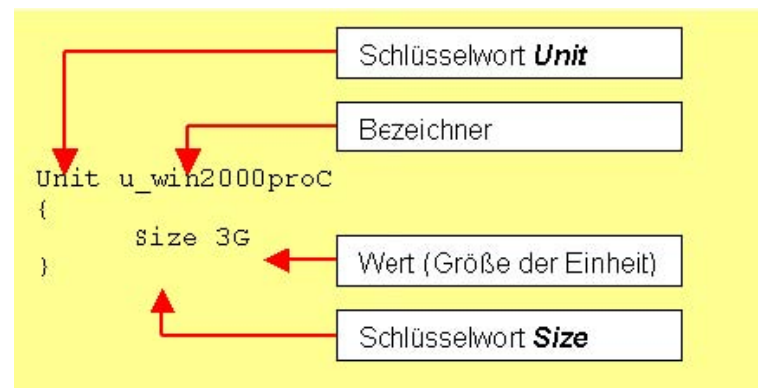 Schlüsselwort Unit
Bezeichner
Unit u_win2000proC
{
Size 3G
}
Wert (Größe der Einheit)
Schlüsselwort Size